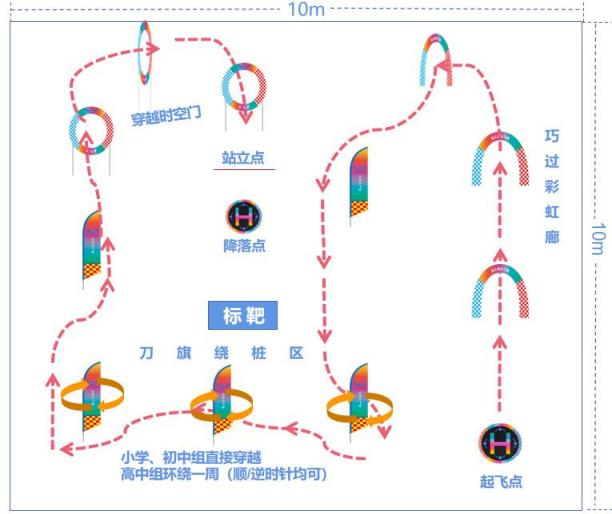 10m
穿越时空门
站立点
降落点
巧过彩虹廊
10m
标靶
刀旗绕桩区
小学、初中组直接穿越
高中组环绕一周（顺/逆时针均可）
起飞点
H
H